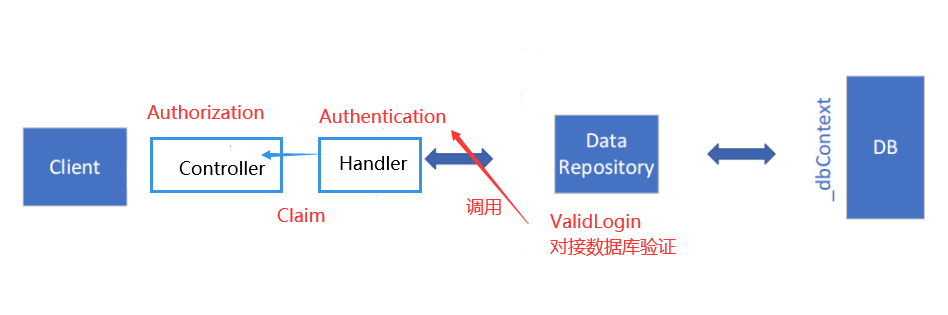 Authorization
Authentication
Client
Controller
Handler
Data
Repository
_dbContext
DB
Claim
调用
ValidLogin
对接数据库验证